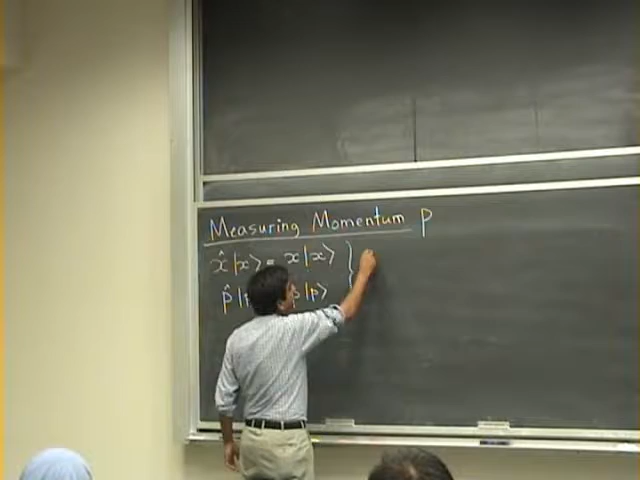 Measuring Momentum P
x̂|x> = x|x> }
p̂|p p|p>